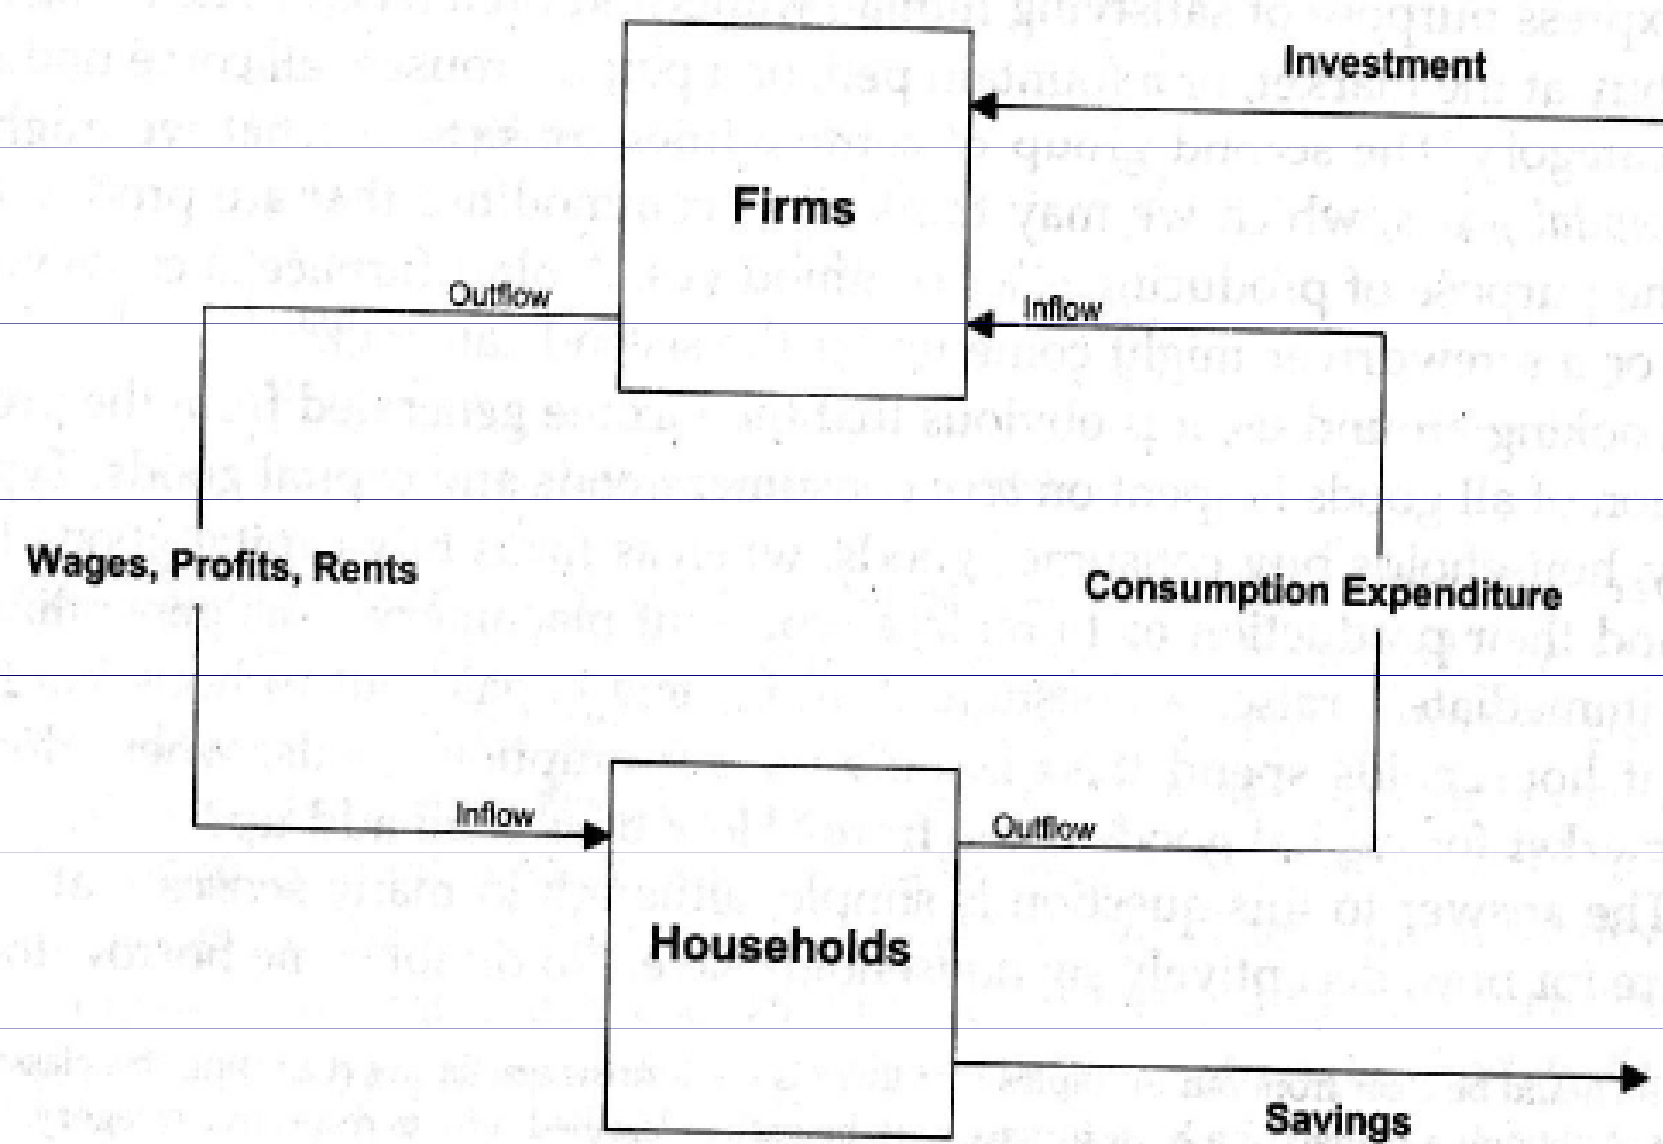 Investment
Firms
Outflow
Inflow
Wages, Profits, Rents
Consumption Expenditure
Inflow
Outflow
Households
Savings